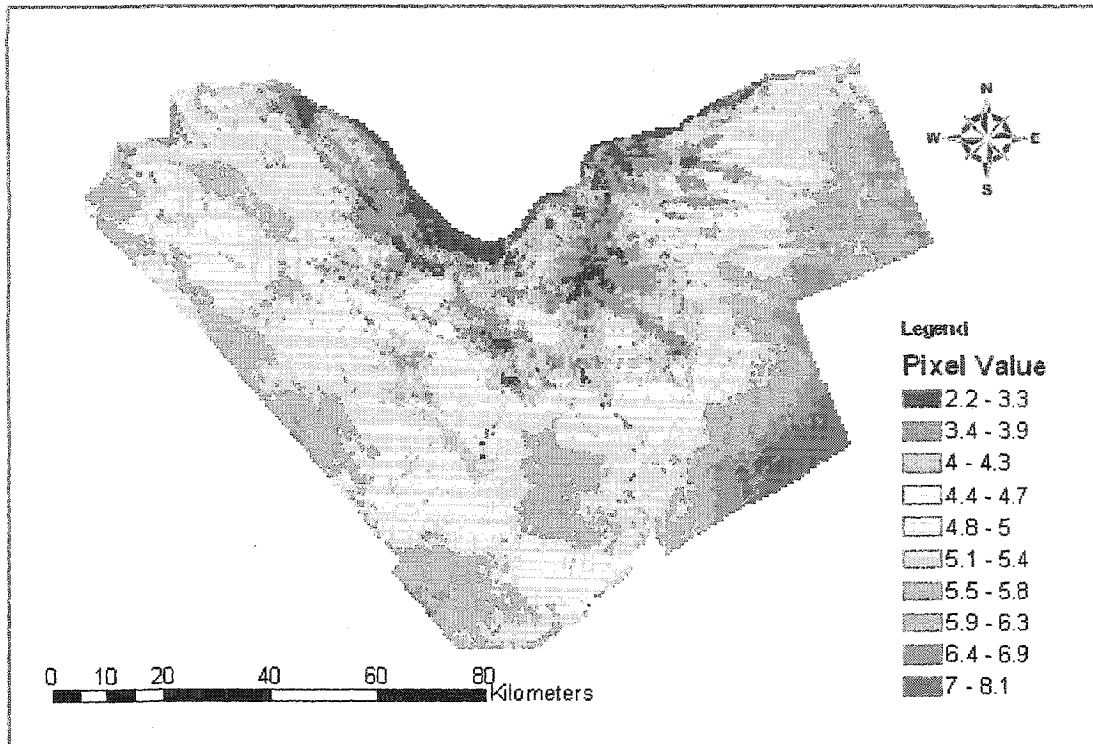 N
W E
S
Legend
Pixel Value
2.2 - 3.3
3.4 - 3.9
4 - 4.3
4.4 - 4.7
4.8 - 5
5.1 - 5.4
5.5 - 5.8
5.9 - 6.3
6.4 - 6.9
7 - 8.1
0 10 20 40 60 80
Kilometers